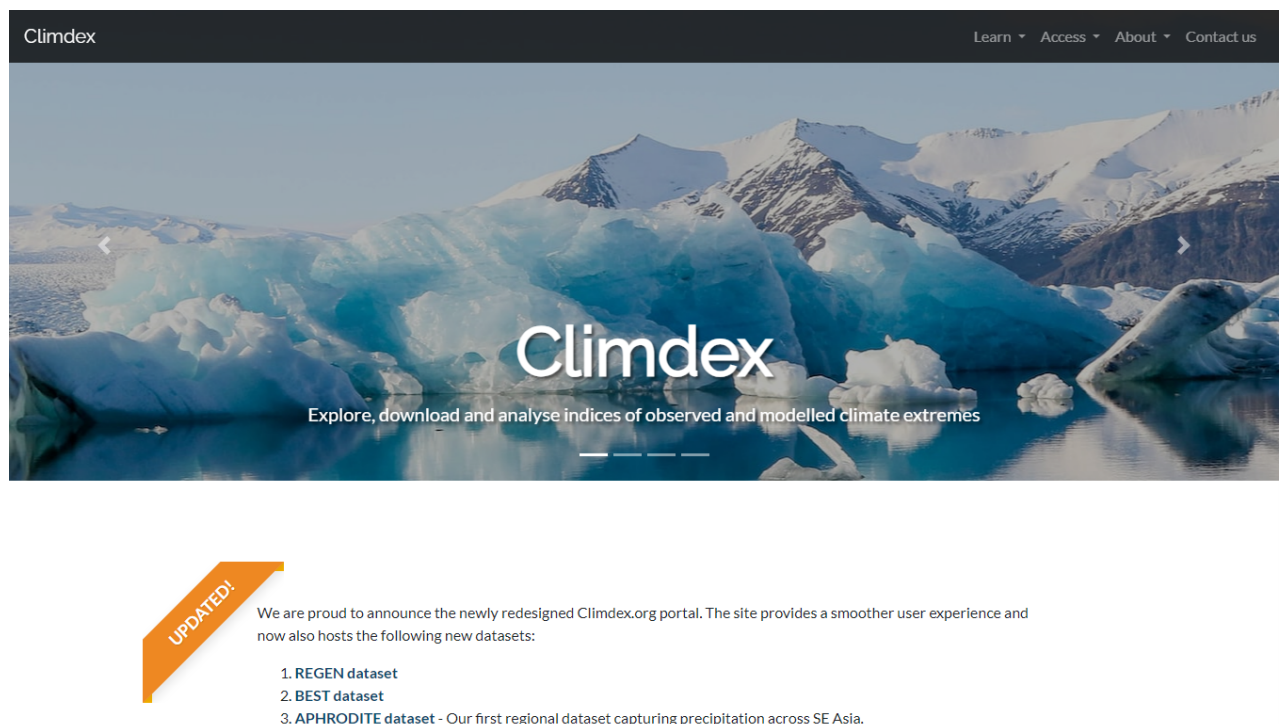 Climdex
Learn
Access
About
Contact us
Climdex
Explore, download and analyse indices of observed and modelled climate extremes
UPDATED!
We are proud to announce the newly redesigned Climdex.org portal. The site provides a smoother user experience and
now also hosts the following new datasets:
1. REGEN dataset
2. BEST dataset
3. APHRODITE dataset - Our first regional dataset capturing precipitation across SE Asia.